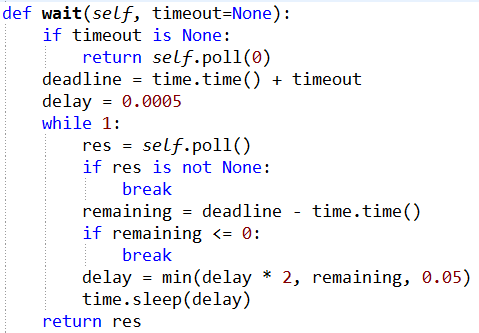 def wait(self, timeout=None):
    if timeout is None:
        return self.poll(0)
    deadline = time.time() + timeout
    delay = 0.0005
    while 1:
        res = self.poll()
        if res is not None:
            break
        remaining = deadline - time.time()
        if remaining <= 0:
            break
        delay = min(delay * 2, remaining, 0.05)
        time.sleep(delay)
    return res